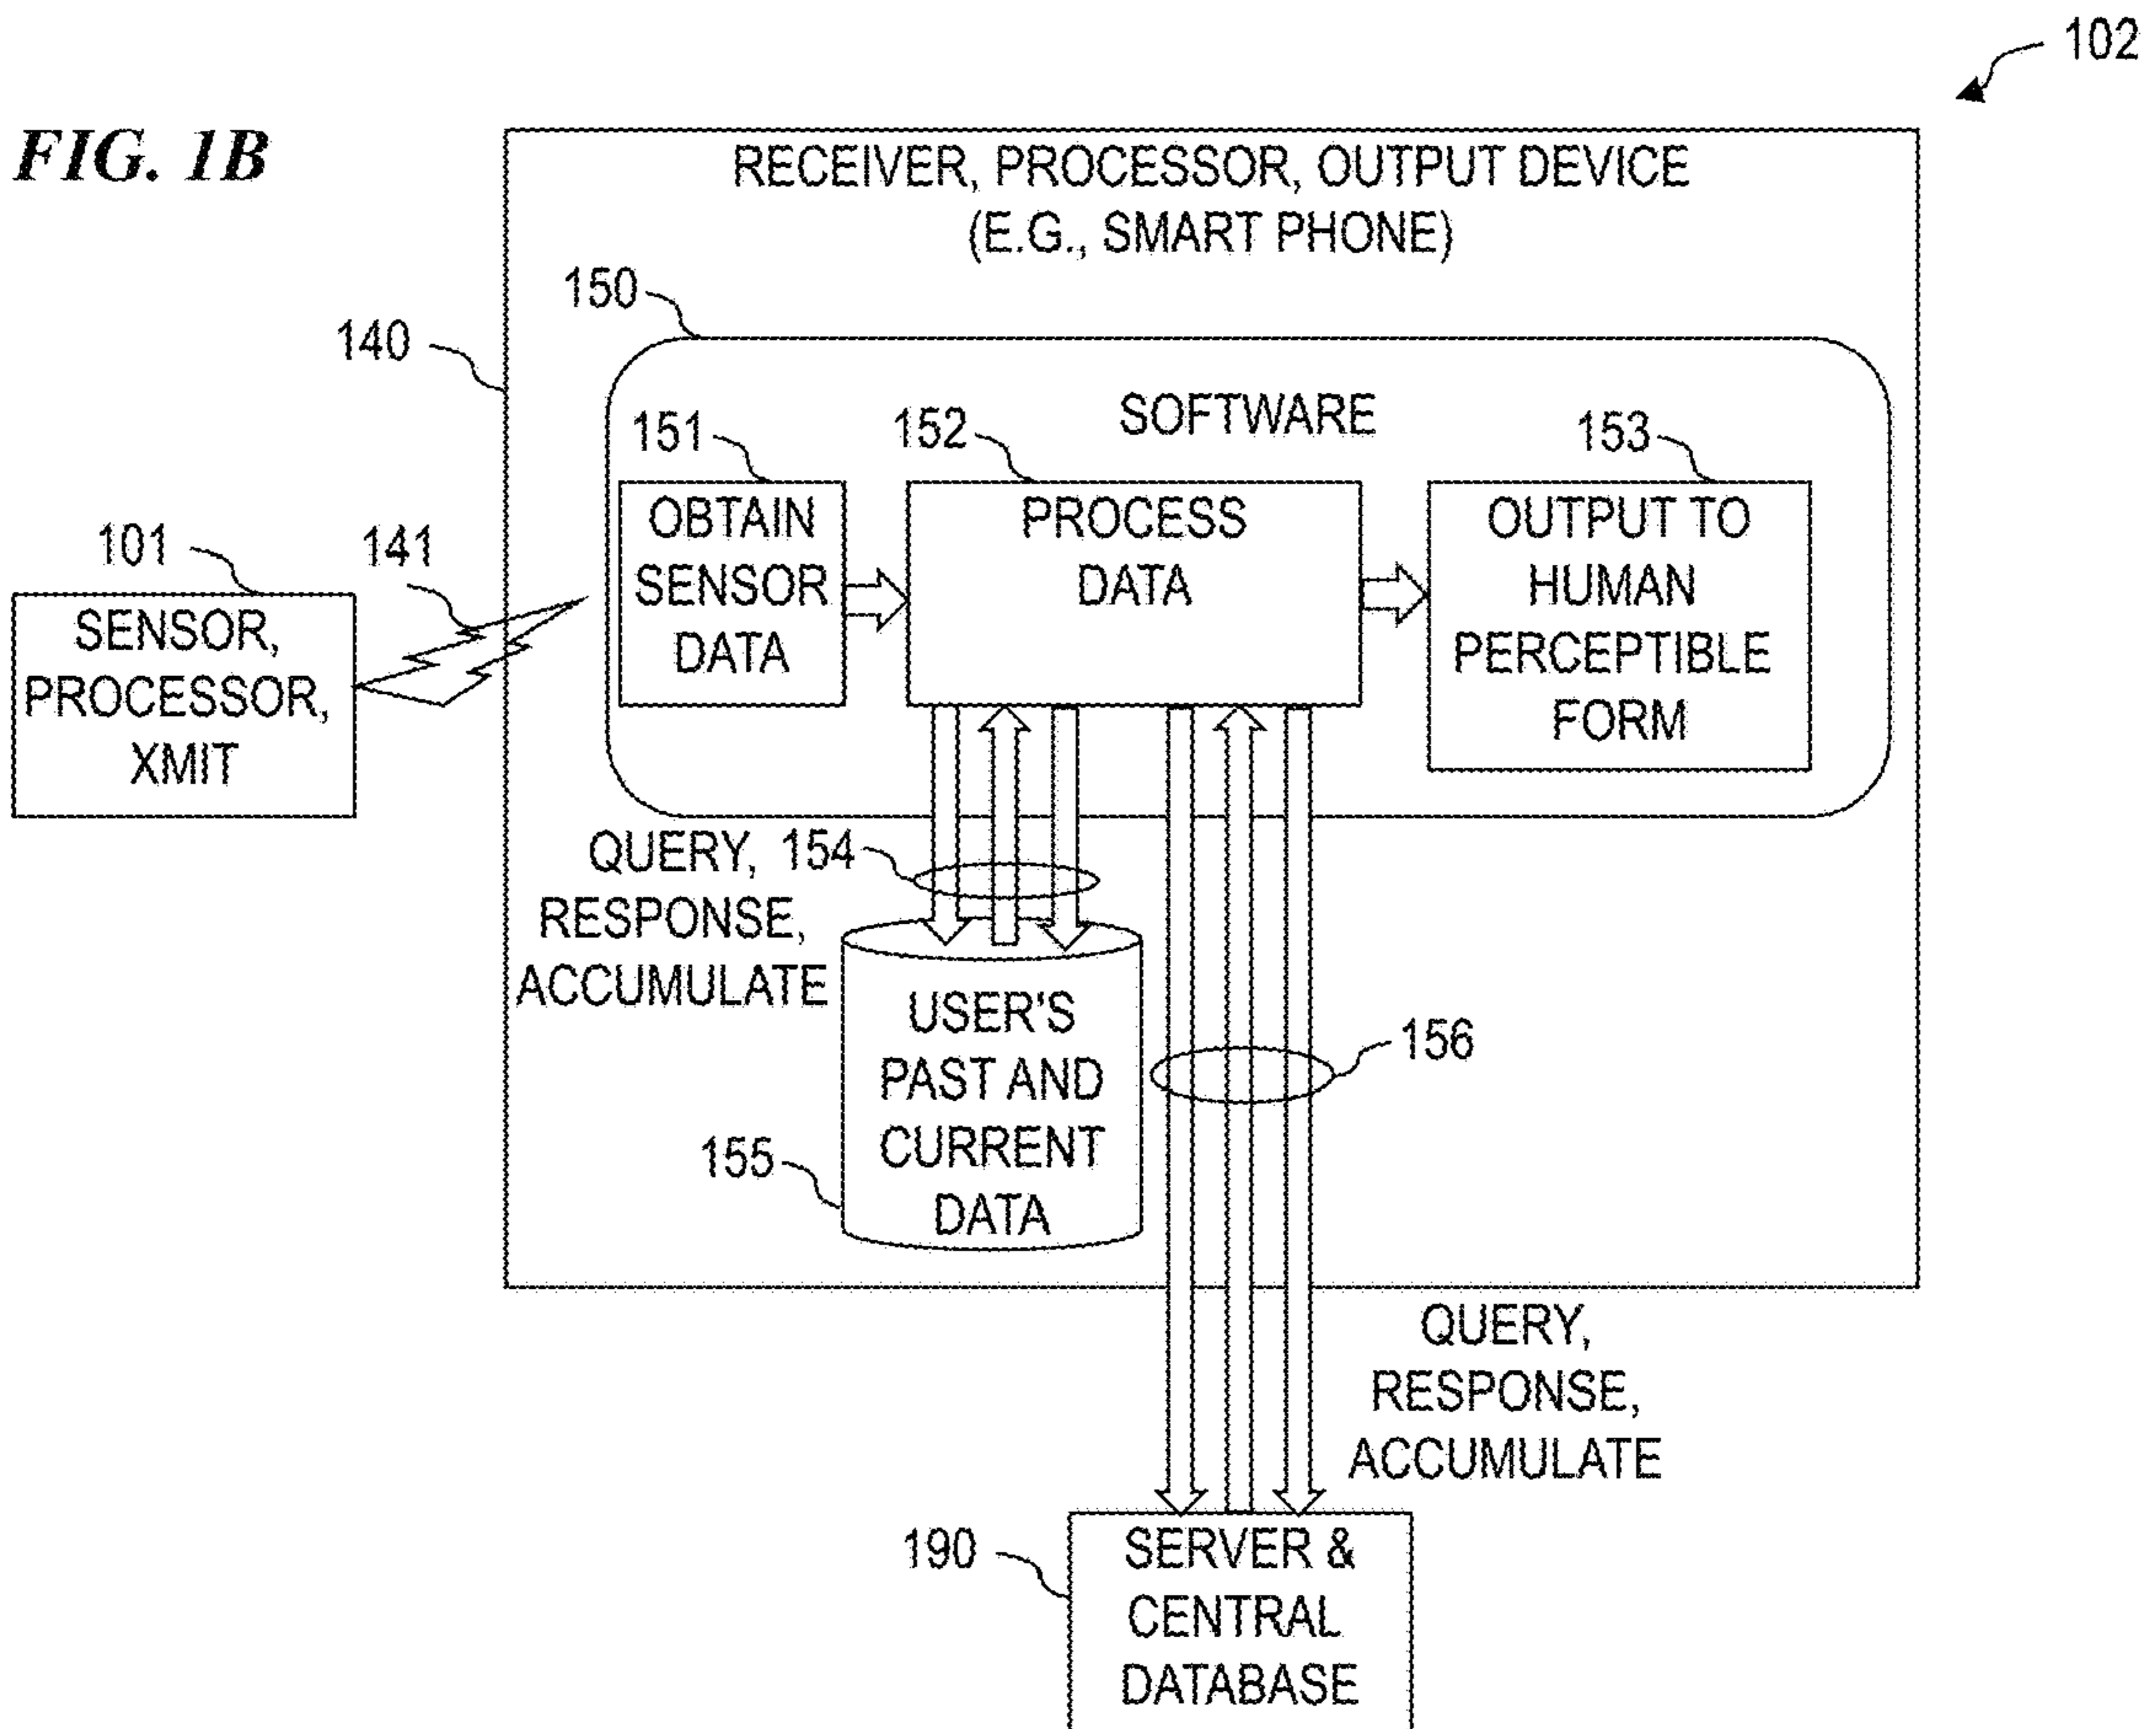 102
FIG. 1B
RECEIVER, PROCESSOR, OUTPUT DEVICE
(E.G., SMART PHONE)
150
140
SOFTWARE
151
152
153
OBTAIN
SENSOR
DATA
PROCESS
DATA
OUTPUT TO
HUMAN
PERCEPTIBLE
FORM
101
141
SENSOR,
PROCESSOR,
XMIT
QUERY,
RESPONSE,
ACCUMULATE
154
USER'S
PAST AND
CURRENT
DATA
155
156
QUERY,
RESPONSE,
ACCUMULATE
190
SERVER &
CENTRAL
DATABASE